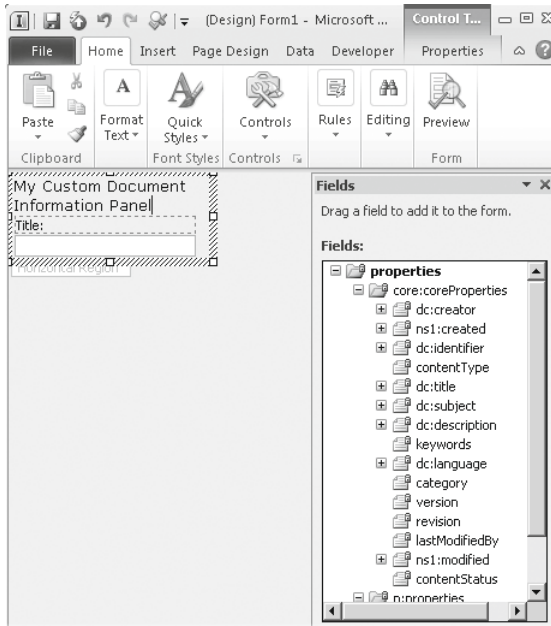 (Design) Form1 - Microsoft ...
Control T...
File
Home
Insert
Page Design
Data
Developer
Properties
Paste
Format Text
Quick Styles
Controls
Rules
Editing
Preview
Clipboard
Font Styles
Controls
Form
My Custom Document
Information Panel
Title:
Horizontal Region
Fields
Drag a field to add it to the form.
Fields:
properties
core:coreProperties
dc:creator
ns1:created
dc:identifier
contentType
dc:title
dc:subject
dc:description
keywords
dc:language
category
version
revision
lastModifiedBy
ns1:modified
contentStatus
p:properties